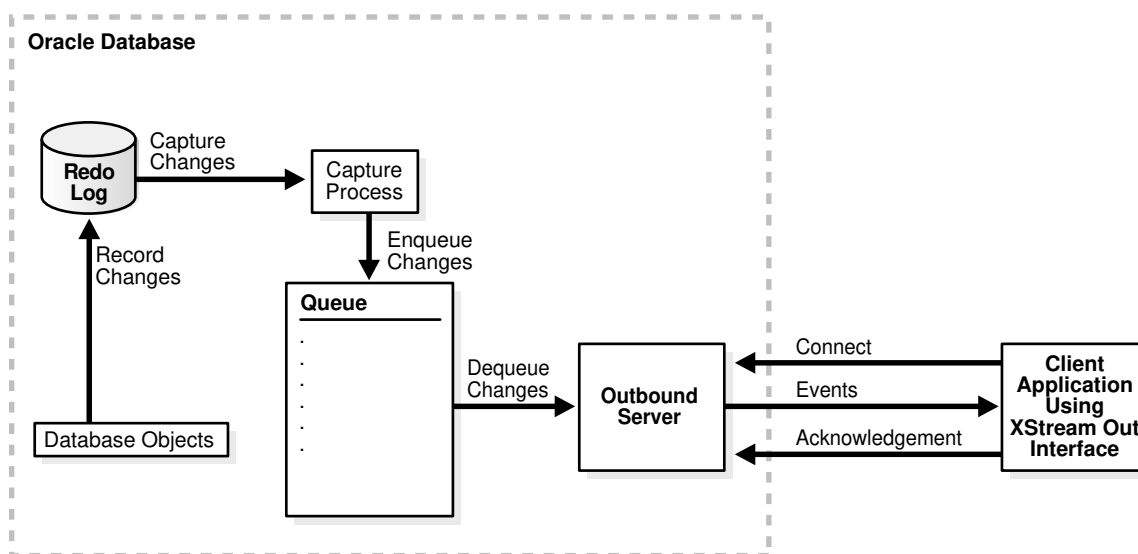 Oracle Database
Redo
Log
Capture
Changes
Capture
Process
Record
Changes
Enqueue
Changes
Queue
.
.
.
.
.
.
Database Objects
Dequeue
Changes
Outbound
Server
Connect
Events
Acknowledgement
Client
Application
Using
XStream Out
Interface